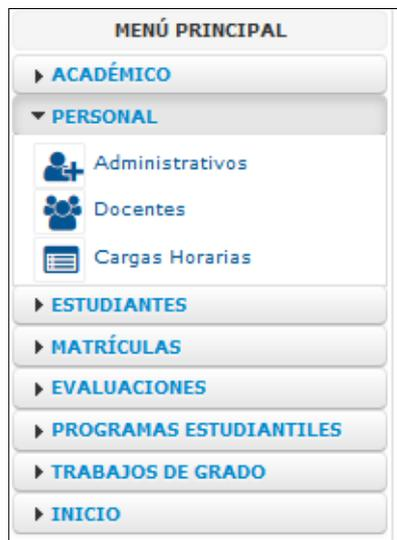 MENÚ PRINCIPAL
ACADÉMICO
PERSONAL
Administrativos
Docentes
Cargas Horarias
ESTUDIANTES
MATRÍCULAS
EVALUACIONES
PROGRAMAS ESTUDIANTILES
TRABAJOS DE GRADO
INICIO